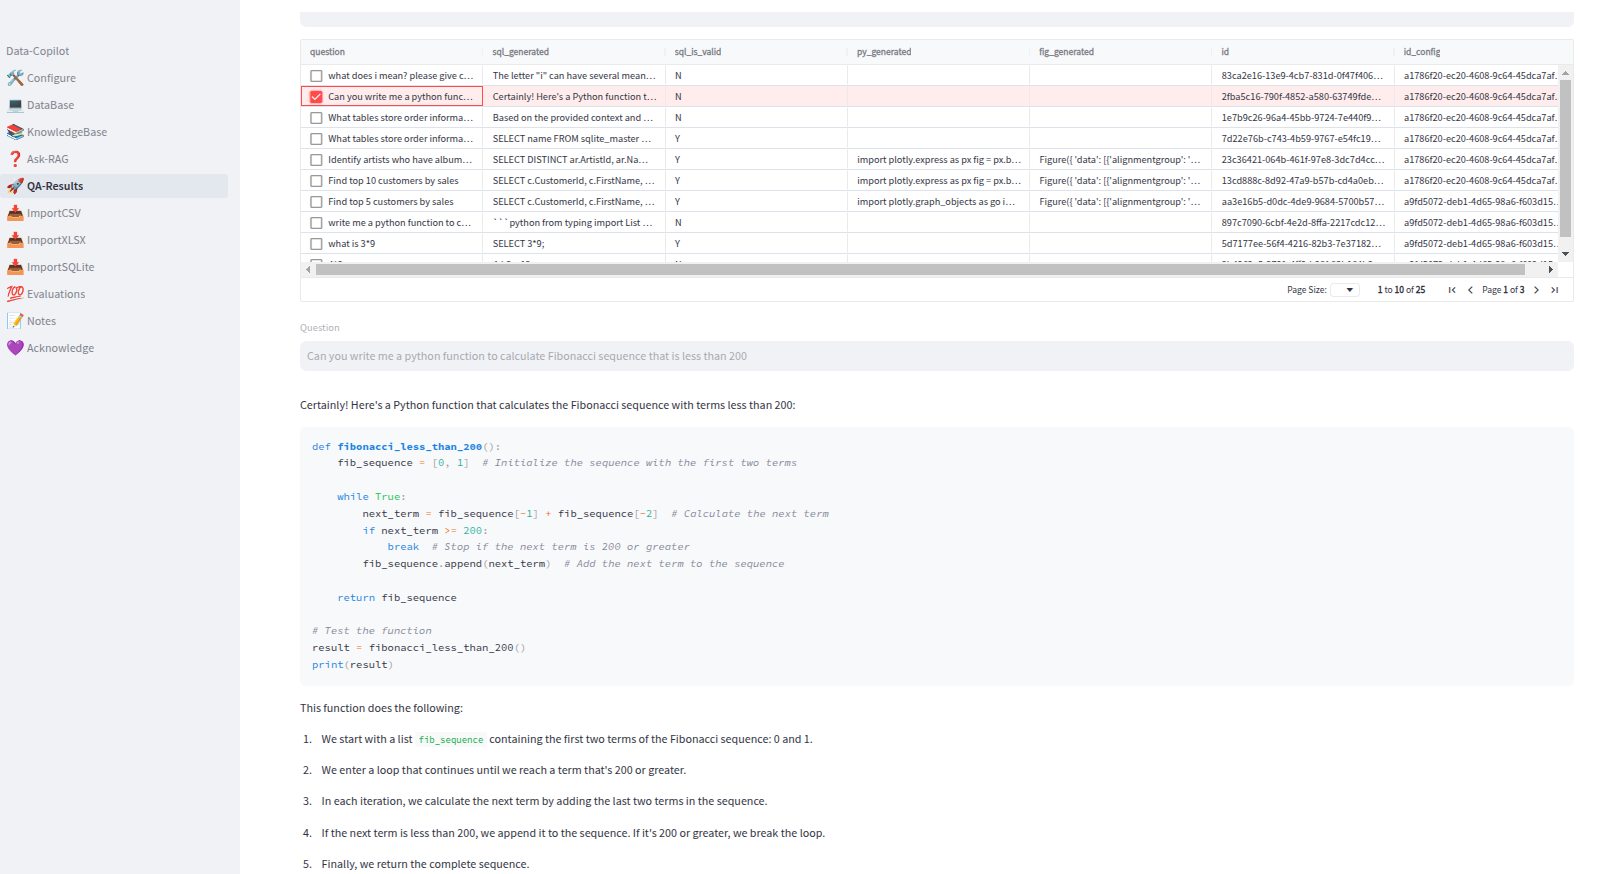 Data-Copilot
Configure
DataBase
KnowledgeBase
Ask-RAG
QA-Results
ImportCSV
ImportXLSX
ImportSQLite
Evaluations
Notes
Acknowledge
question sql_generated sql_is_valid py_generated fig_generated id id_config
what does i mean? please give c... The letter "i" can have several mean... N 83ca2e16-13e9-4cb7-831d-0f47f406... a1786f20-ec20-4608-9c64-45dca7af.
Can you write me a python func... Certainly! Here's a Python function t... N 2fba5c16-790f-4852-a580-63749fde... a1786f20-ec20-4608-9c64-45dca7af.
What tables store order informa... Based on the provided context and ... N 1e7b9c26-96a4-45bb-9724-7e440f9... a1786f20-ec20-4608-9c64-45dca7af.
What tables store order informa... SELECT name FROM sqlite_master ... Y 7d22e76b-c743-4b59-9767-e54fc19... a1786f20-ec20-4608-9c64-45dca7af.
Identify artists who have album... SELECT DISTINCT ar.ArtistId, ar.Na... Y import plotly.express as px fig = px.b... Figure({ 'data': [{'alignmentgroup': '... 23c36421-064b-461f-97e8-3dc7d4cc... a1786f20-ec20-4608-9c64-45dca7af.
Find top 10 customers by sales SELECT c.CustomerId, c.FirstName, ... Y import plotly.express as px fig = px.b... Figure({ 'data': [{'alignmentgroup': '... 13cd888c-8d92-47a9-b57b-cd4a0eb... a1786f20-ec20-4608-9c64-45dca7af.
Find top 5 customers by sales SELECT c.CustomerId, c.FirstName, ... Y import plotly.graph_objects as go i... Figure({ 'data': [{'alignmentgroup': '... aa3e16b5-d0dc-4de9-9684-5700b57... a9fd5072-deb1-4d65-98a6-f603d15..
write me a python function to c... ```python from typing import List ... N 897c7090-6cbf-4e2d-8ffa-2217cdc12... a9fd5072-deb1-4d65-98a6-f603d15..
what is 3*9 SELECT 3*9; Y 5d7177ee-56f4-4216-82b3-7e37182... a9fd5072-deb1-4d65-98a6-f603d15..
Page Size: 1 to 10 of 25 Page 1 of 3
Question
Can you write me a python function to calculate Fibonacci sequence that is less than 200
Certainly! Here's a Python function that calculates the Fibonacci sequence with terms less than 200:
def fibonacci_less_than_200():
fib_sequence = [0, 1]  # Initialize the sequence with the first two terms
while True:
next_term = fib_sequence[-1] + fib_sequence[-2]  # Calculate the next term
if next_term >= 200:
break  # Stop if the next term is 200 or greater
fib_sequence.append(next_term)  # Add the next term to the sequence
return fib_sequence
# Test the function
result = fibonacci_less_than_200()
print(result)
This function does the following:
1. We start with a list fib_sequence containing the first two terms of the Fibonacci sequence: 0 and 1.
2. We enter a loop that continues until we reach a term that's 200 or greater.
3. In each iteration, we calculate the next term by adding the last two terms in the sequence.
4. If the next term is less than 200, we append it to the sequence. If it's 200 or greater, we break the loop.
5. Finally, we return the complete sequence.